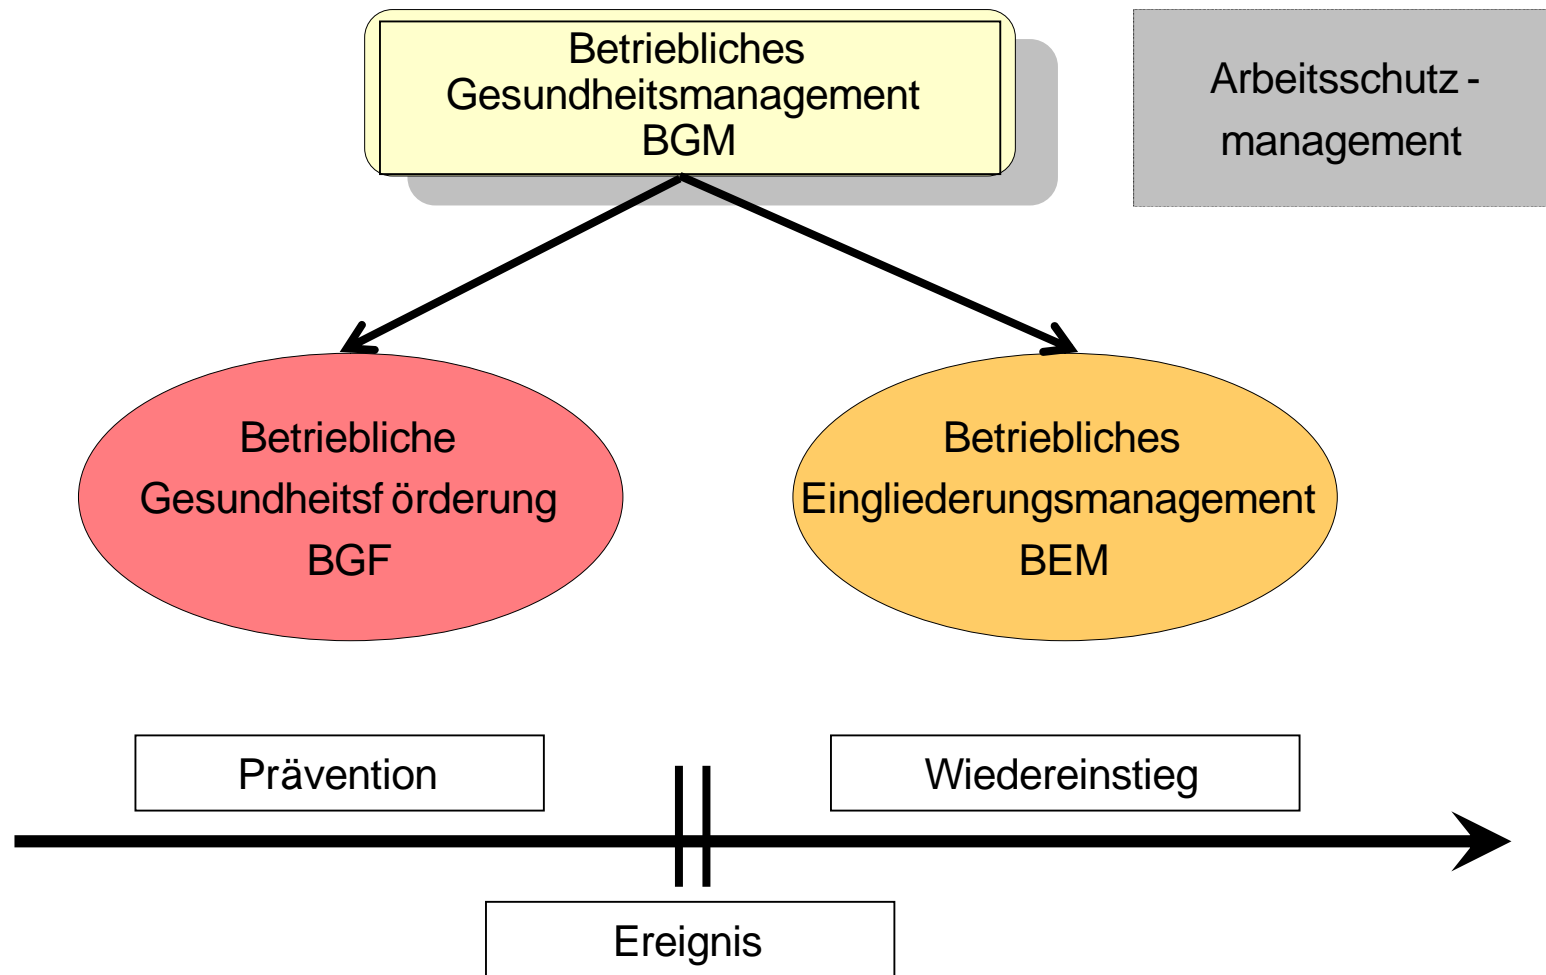 Betriebliches
Gesundheitsmanagement
BGM
Arbeitsschutz -
management
Betriebliche
Gesundheitsf örderung
BGF
Betriebliches
Eingliederungsmanagement
BEM
Prävention
Wiedereinstieg
Ereignis